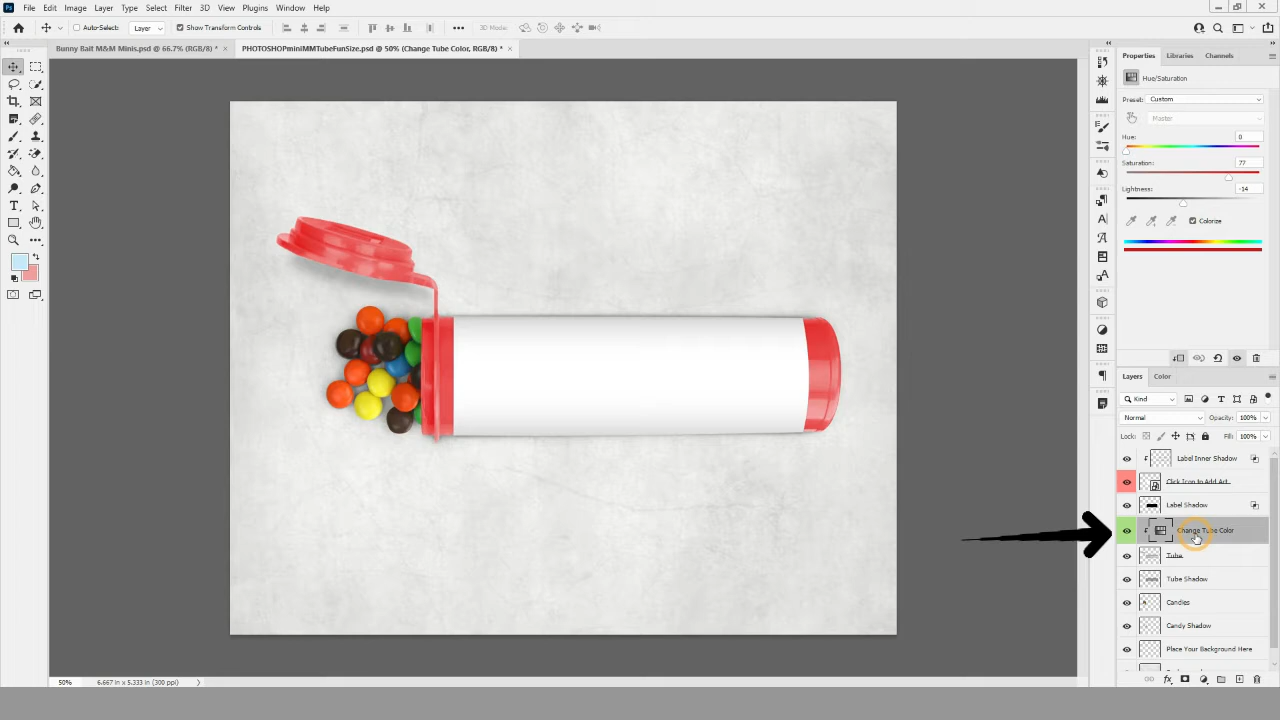 Ps File Edit Image Layer Type Select Filter 3D View Plugins Window Help
Auto-Select: Layer Show Transform Controls 3D Mode:
Bunny Bait M&M Minis.psd @ 66.7% (RGB/8) * × PHOTOSHOPminiMMTubeFunSize.psd @ 50% (Change Tube Color, RGB/8) * ×
Properties Libraries Channels
Hue/Saturation
Preset: Custom
Master
Hue: 0
Saturation: 77
Lightness: -14
Colorize
Layers Color
Kind
Normal Opacity: 100%
Lock: Fill: 100%
Label Inner Shadow
Click Icon to Add Art
Label Shadow
Change Tube Color
Tube
Tube Shadow
Candies
Candy Shadow
Place Your Background Here
50% 6.667 in x 5.333 in (300 ppi)